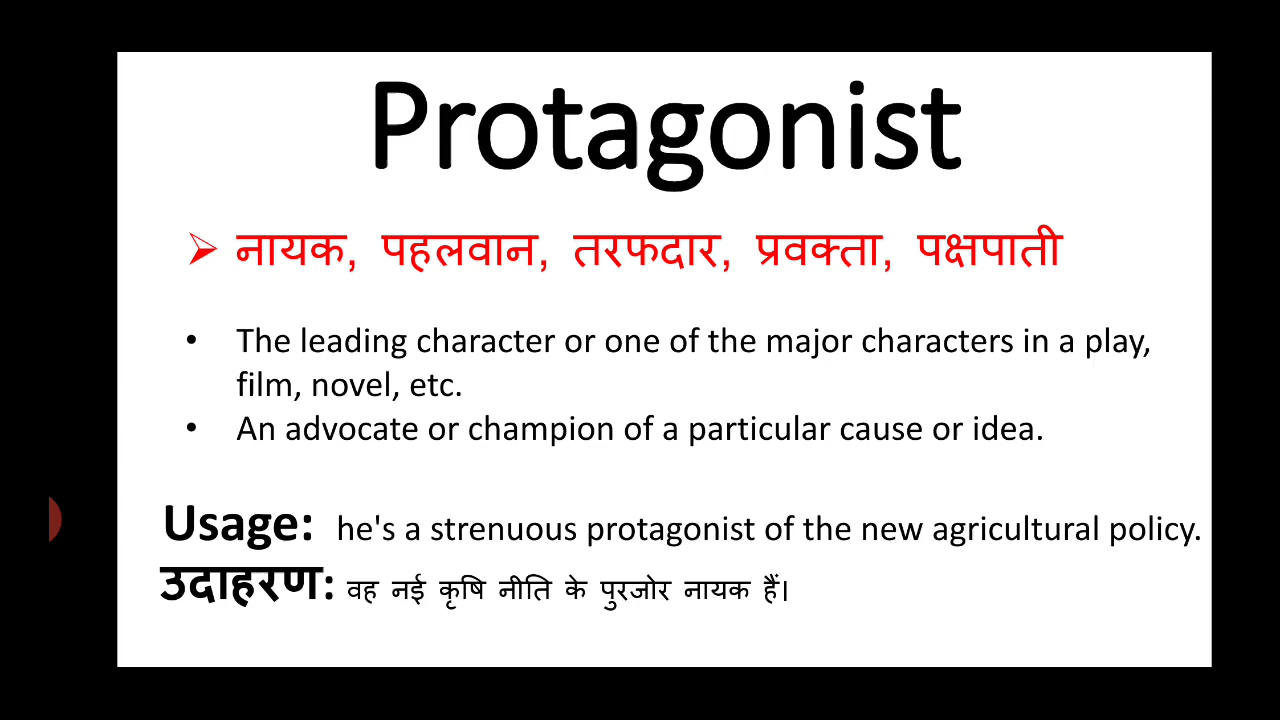 Protagonist
➢ नायक, पहलवान, तरफदार, प्रवक्ता, पक्षपाती
• The leading character or one of the major characters in a play,
film, novel, etc.
• An advocate or champion of a particular cause or idea.
Usage: he's a strenuous protagonist of the new agricultural policy.
उदाहरण: वह नई कृषि नीति के पुरजोर नायक हैं।